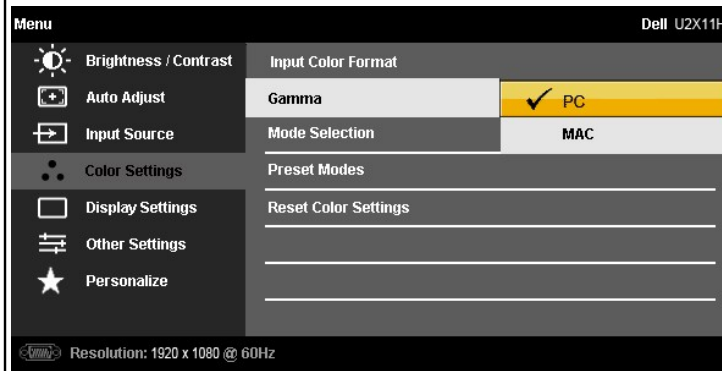 Menu Dell U2X11H
Brightness / Contrast Input Color Format
Auto Adjust Gamma PC
Input Source Mode Selection MAC
Color Settings Preset Modes
Display Settings Reset Color Settings
Other Settings
Personalize
Resolution: 1920 x 1080 @ 60Hz